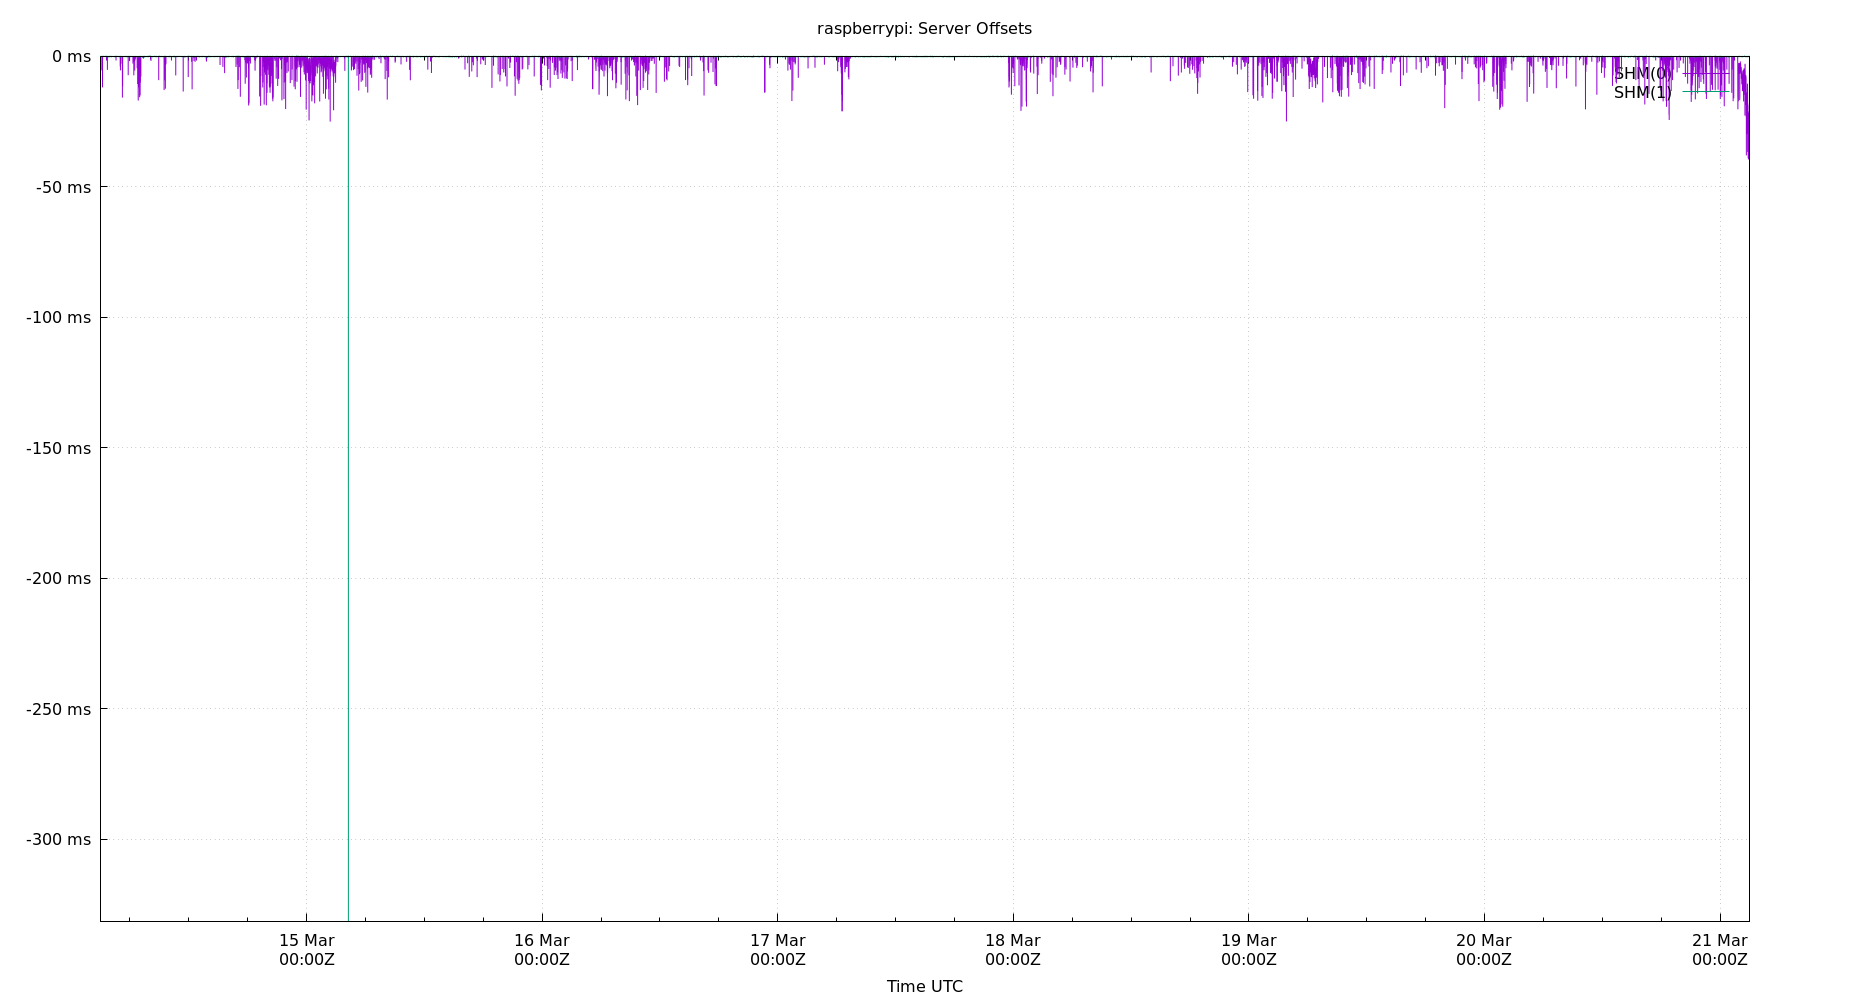 raspberrypi: Server Offsets
0 ms
SHM(0)
SHM(1)
-50 ms
-100 ms
-150 ms
-200 ms
-250 ms
-300 ms
15 Mar 16 Mar 17 Mar 18 Mar 19 Mar 20 Mar 21 Mar
00:00Z 00:00Z 00:00Z 00:00Z 00:00Z 00:00Z 00:00Z
Time UTC